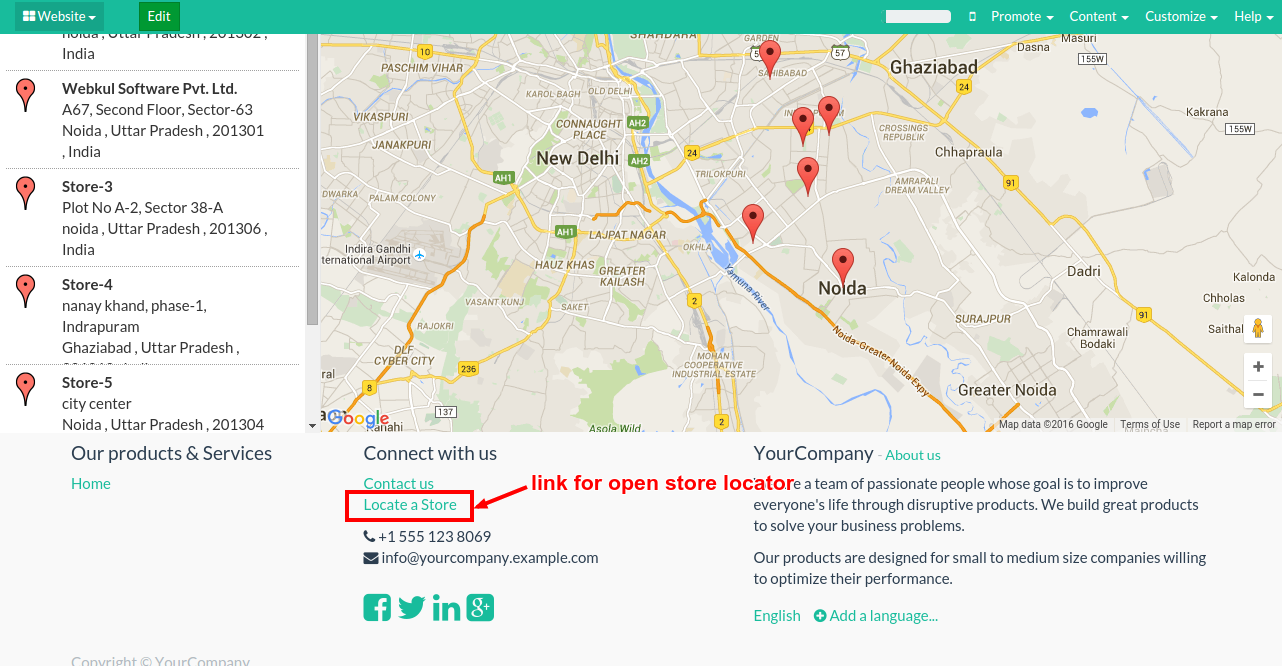 Website
Edit
Promote
Content
Customize
Help
noida , Uttar Pradesh , 201302 ,
India
Webkul Software Pvt. Ltd.
A67, Second Floor, Sector-63
Noida , Uttar Pradesh , 201301
, India
Store-3
Plot No A-2, Sector 38-A
noida , Uttar Pradesh , 201306 ,
India
Store-4
nanay khand, phase-1,
Indrapuram
Ghaziabad , Uttar Pradesh ,
Store-5
city center
Noida , Uttar Pradesh , 201304
SHAHDARA
GARDEN
Masuri
Dasna
10
57
155W
PASCHIM VIHAR
SAHIBABAD
Ghaziabad
24
KAROL BAGH
OLD DELHI
VIKASPURI
CONNAUGHT
PLACE
AH2
Kakrana
155W
CROSSINGS
REPUBLIK
JANAKPURI
New Delhi
AH2
24
Chhapraula
TRILOKPURI
AH1
AMRAPALI
DREAM VALLEY
91
DWARKA
PALAM COLONY
AH1
LAJPAT NAGAR
OKHLA
Indira Gandhi
ternational Airport
HAUZ KHAS
GREATER
KAILASH
Yamuna River
Noida
Dadri
Kalonda
Chholas
VASANT KUNJ
SAKET
2
91
RAJOKRI
SURAJPUR
Saithal
Chamrawali
Bodaki
Noida-Greater-Noida Expy
DLF
CYBER CITY
236
MOHAN
COOPERATIVE
INDUSTRIAL ESTATE
8
Greater Noida
137
2
Google
Asola Wild
Map data ©2016 Google
Terms of Use
Report a map error
Our products & Services
Home
Connect with us
Contact us
Locate a Store
link for open store locator
+1 555 123 8069
info@yourcompany.example.com
YourCompany - About us
e a team of passionate people whose goal is to improve
everyone's life through disruptive products. We build great products
to solve your business problems.
Our products are designed for small to medium size companies willing
to optimize their performance.
English
Add a language...
Copyright © YourCompany